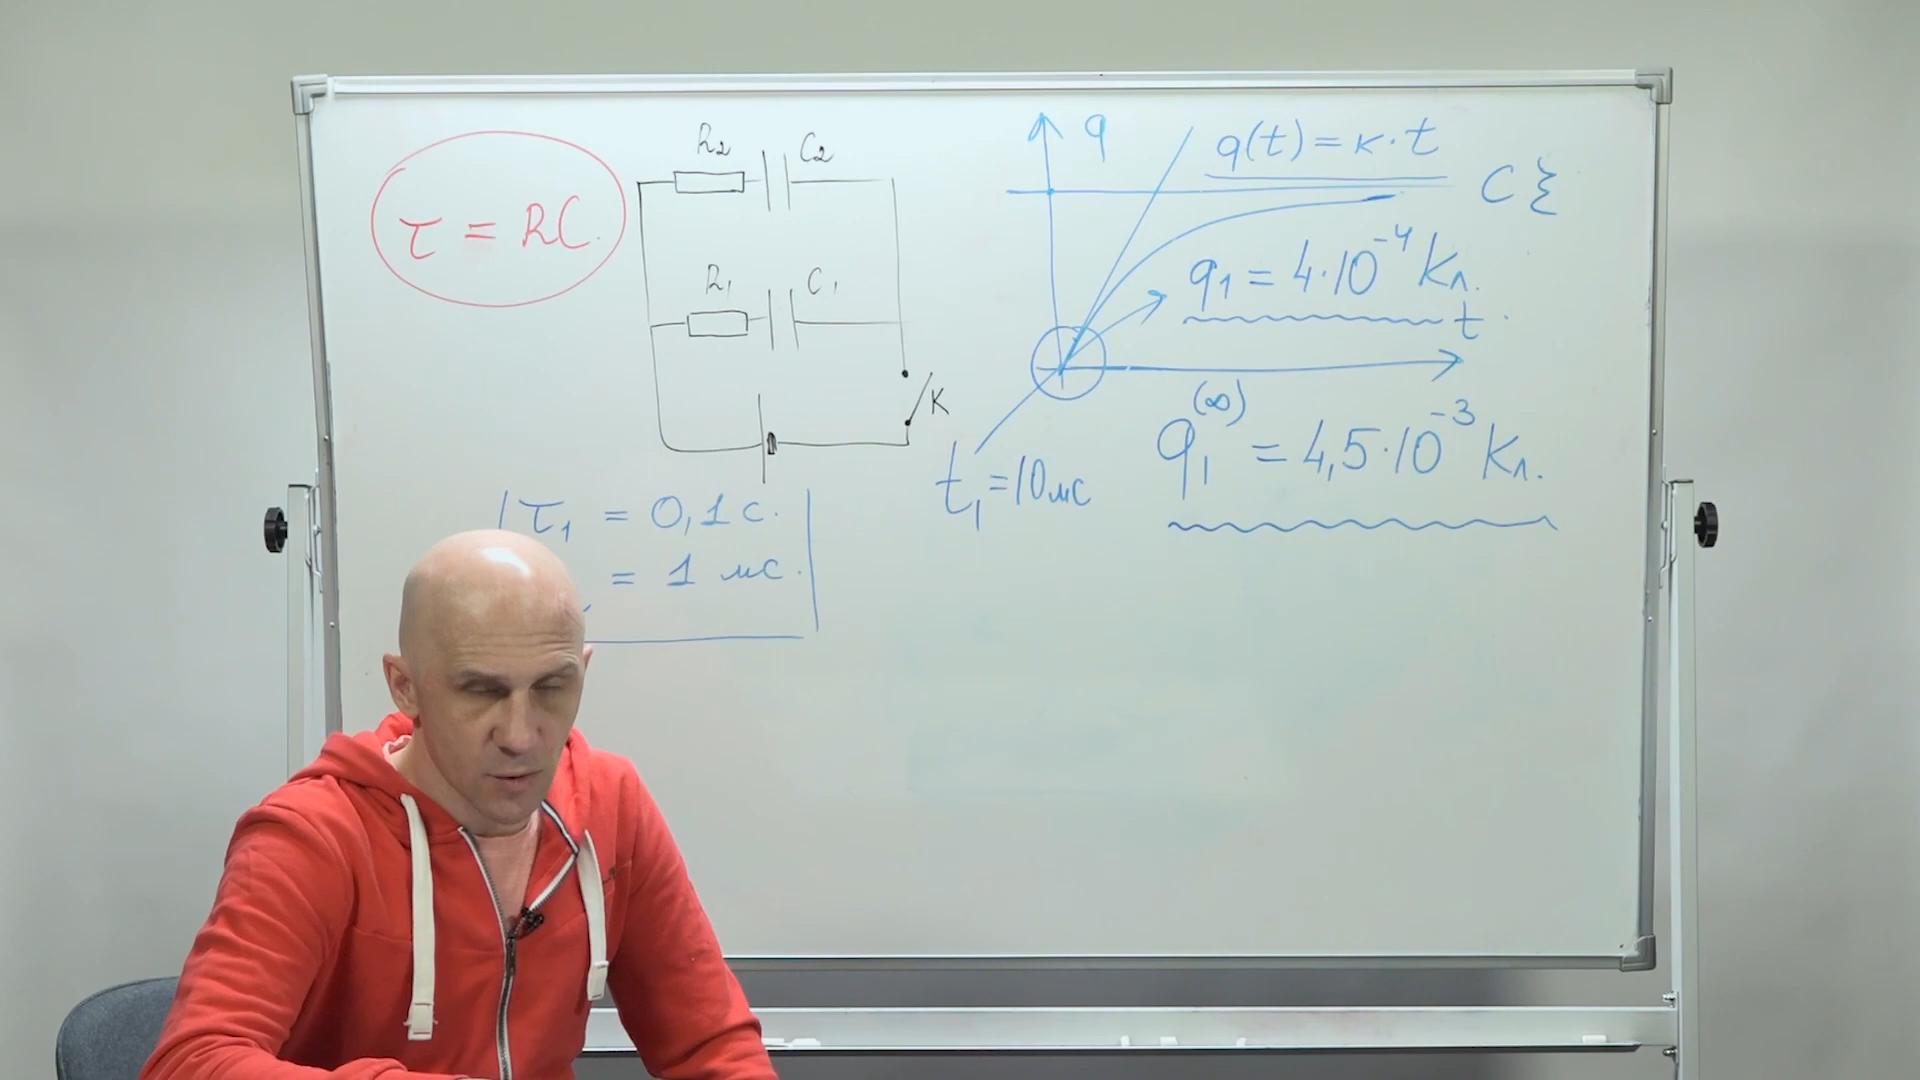 τ = RC.
R₂ C₂
R₁ C₁
K
τ₁ = 0,1 с.
= 1 мс.
q
q(t) = к·t
Cℰ
q₁ = 4·10⁻⁴ Кл.
t
t₁ = 10 мс
q₁⁽∞⁾ = 4,5·10⁻³ Кл.